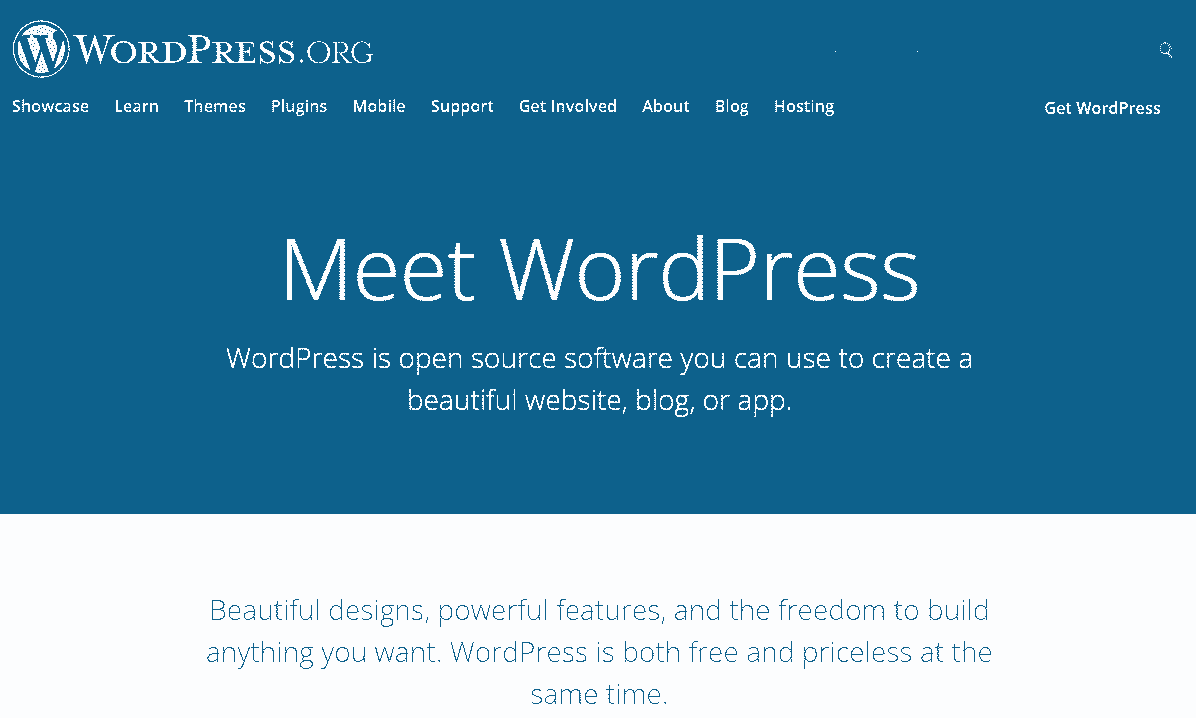 WORDPRESS.ORG
Showcase Learn Themes Plugins Mobile Support Get Involved About Blog Hosting Get WordPress
Meet WordPress
WordPress is open source software you can use to create a
beautiful website, blog, or app.
Beautiful designs, powerful features, and the freedom to build
anything you want. WordPress is both free and priceless at the
same time.